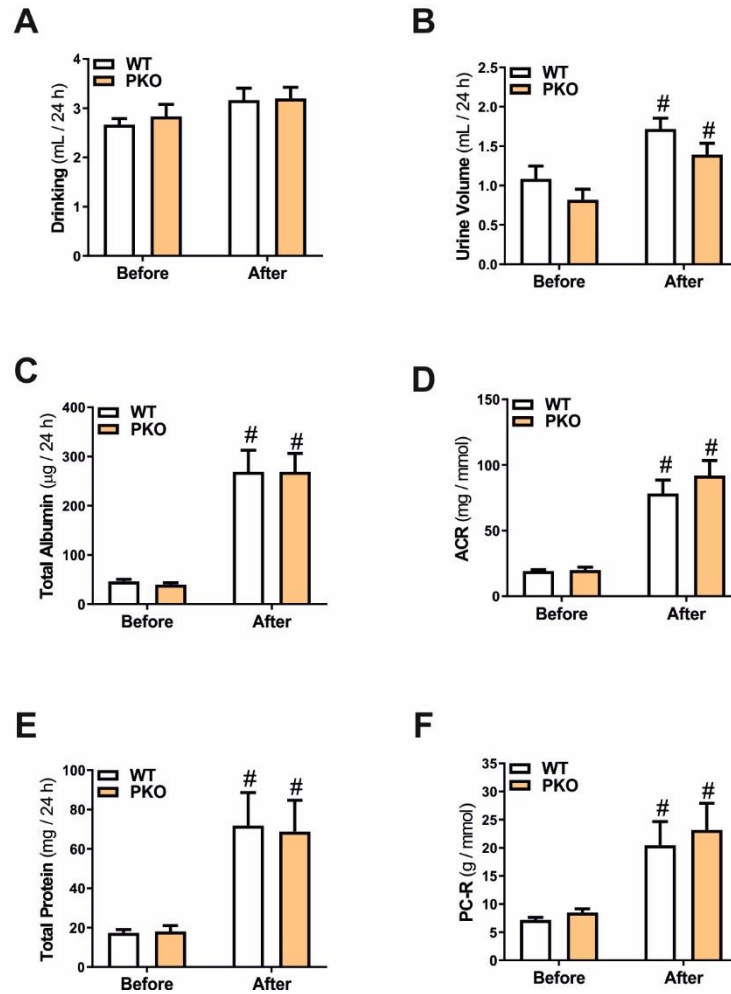 A
Drinking (mL / 24 h)
4
3
2
1
0
WT
PKO
Before After
B
Urine Volume (mL / 24 h)
2.5
2.0
1.5
1.0
0.5
0.0
WT
PKO
# #
Before After
C
Total Albumin (μg / 24 h)
400
300
200
100
0
WT
PKO
# #
Before After
D
ACR (mg / mmol)
150
100
50
0
WT
PKO
# #
Before After
E
Total Protein (mg / 24 h)
100
80
60
40
20
0
WT
PKO
# #
Before After
F
PC-R (g / mmol)
35
30
25
20
15
10
5
0
WT
PKO
# #
Before After